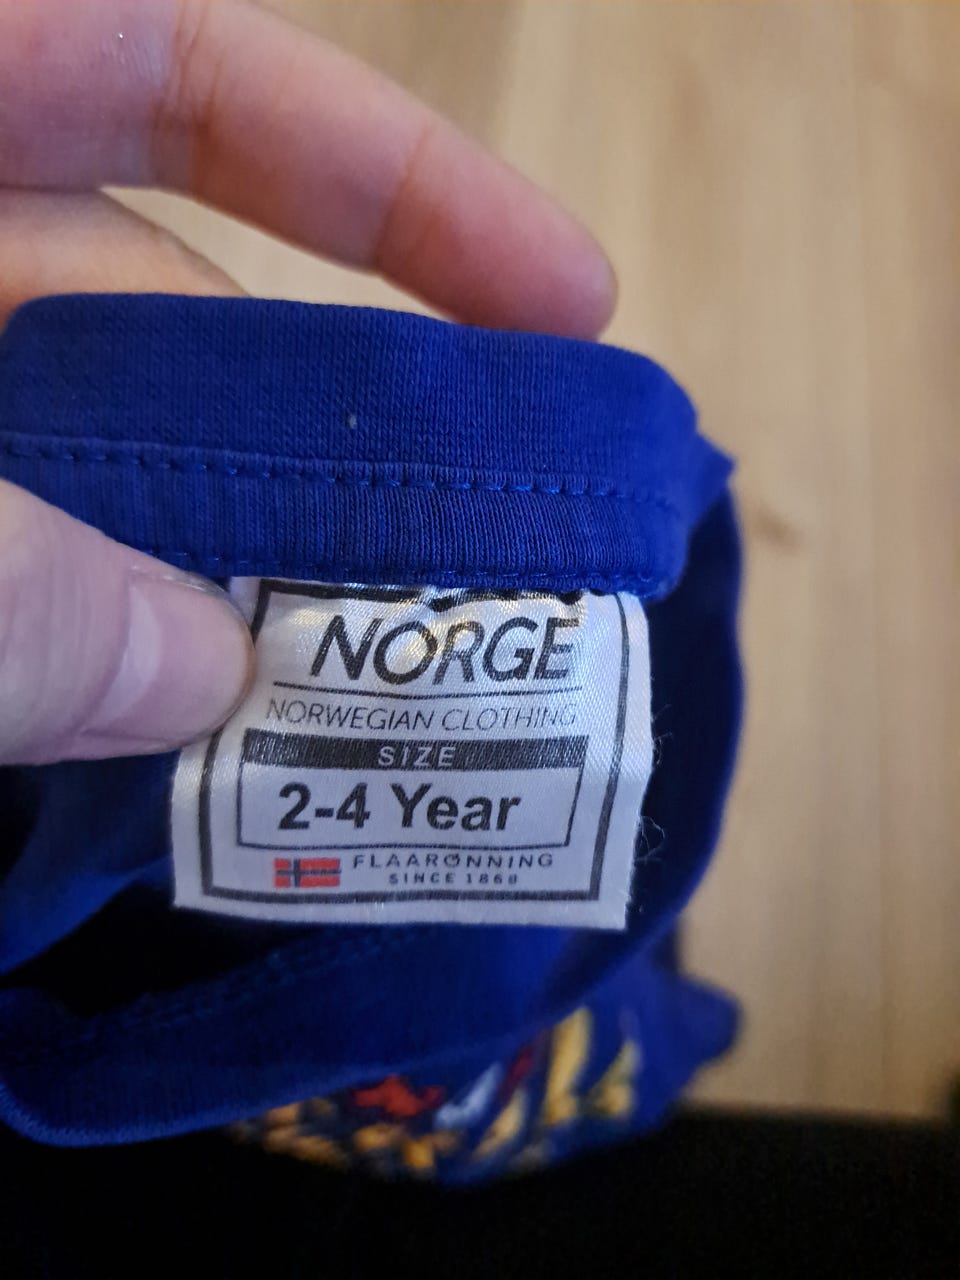 NORGE
NORWEGIAN CLOTHING
SIZE
2-4 Year
FLAARØNNING
SINCE 1868